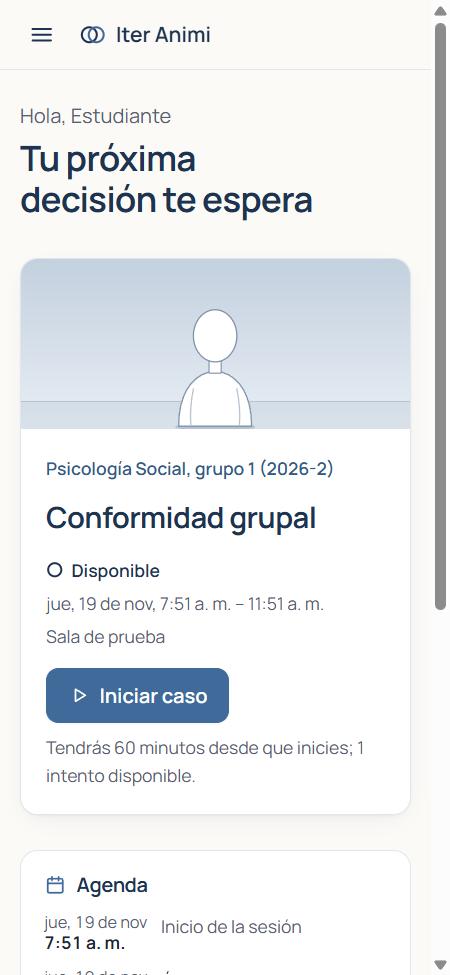 Iter Animi
Hola, Estudiante
Tu próxima
decisión te espera
Psicología Social, grupo 1 (2026-2)
Conformidad grupal
Disponible
jue, 19 de nov, 7:51 a. m. – 11:51 a. m.
Sala de prueba
Iniciar caso
Tendrás 60 minutos desde que inicies; 1
intento disponible.
Agenda
jue, 19 de nov
7:51 a. m.
Inicio de la sesión